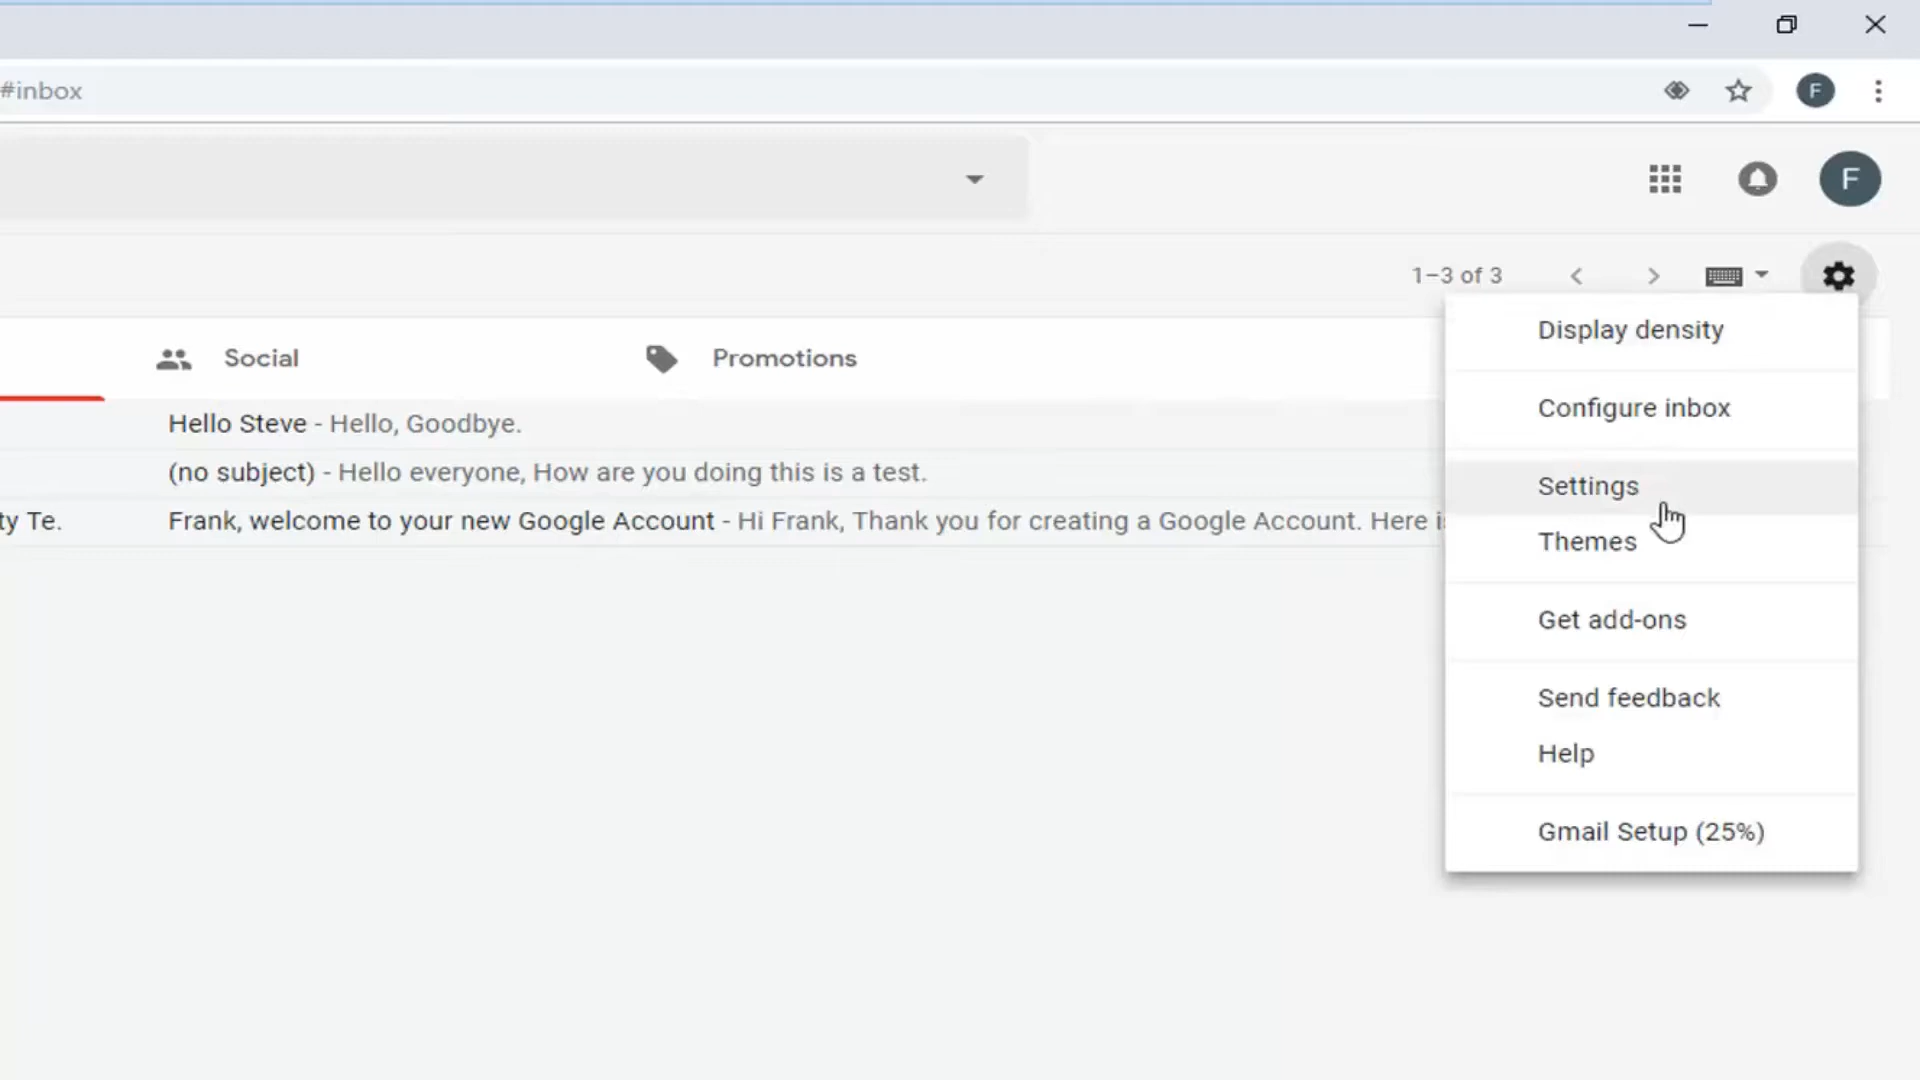 #inbox
F
F
1–3 of 3
Social
Promotions
Hello Steve - Hello, Goodbye.
(no subject) - Hello everyone, How are you doing this is a test.
ty Te.
Frank, welcome to your new Google Account - Hi Frank, Thank you for creating a Google Account. Here is
Display density
Configure inbox
Settings
Themes
Get add-ons
Send feedback
Help
Gmail Setup (25%)